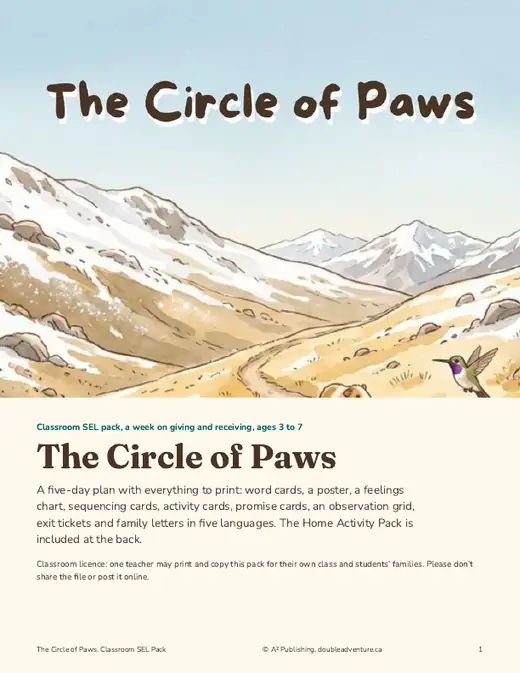 The Circle of Paws
Classroom SEL pack, a week on giving and receiving, ages 3 to 7
The Circle of Paws
A five-day plan with everything to print: word cards, a poster, a feelings
chart, sequencing cards, activity cards, promise cards, an observation grid,
exit tickets and family letters in five languages. The Home Activity Pack is
included at the back.
Classroom licence: one teacher may print and copy this pack for their own class and students' families. Please don't
share the file or post it online.
The Circle of Paws. Classroom SEL Pack
© A² Publishing, doubleadventure.ca
1